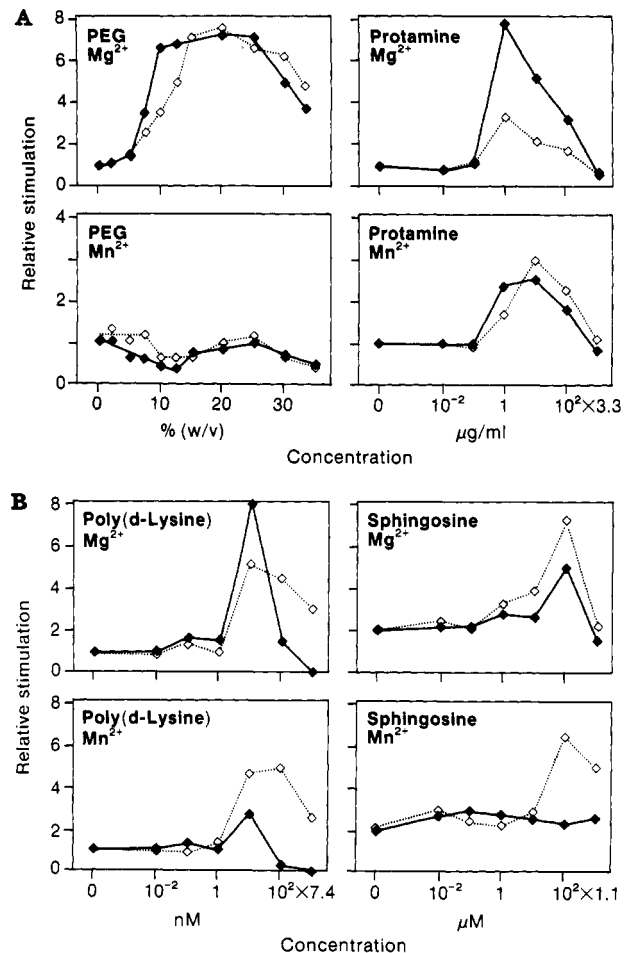 A
PEG
Mg²⁺
Protamine
Mg²⁺
8
6
4
2
0
PEG
Mn²⁺
Protamine
Mn²⁺
4
3
1
0
Relative stimulation
0 10 20 30
% (w/v)
0 10⁻² 1 10²×3.3
µg/ml
Concentration
B
Poly(d-Lysine)
Mg²⁺
Sphingosine
Mg²⁺
8
6
4
2
0
Poly(d-Lysine)
Mn²⁺
Sphingosine
Mn²⁺
8
6
4
2
0
Relative stimulation
0 10⁻² 1 10²×7.4
nM
0 10⁻² 1 10²×1.1
µM
Concentration